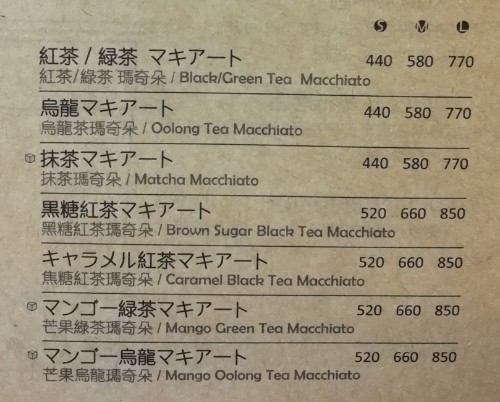 S M L
紅茶 / 緑茶 マキアート 440 580 770
紅茶/綠茶 瑪奇朵 / Black/Green Tea Macchiato
烏龍マキアート 440 580 770
烏龍茶瑪奇朵 / Oolong Tea Macchiato
抹茶マキアート 440 580 770
抹茶瑪奇朵 / Matcha Macchiato
黒糖紅茶マキアート 520 660 850
黑糖紅茶瑪奇朵 / Brown Sugar Black Tea Macchiato
キャラメル紅茶マキアート 520 660 850
焦糖紅茶瑪奇朵 / Caramel Black Tea Macchiato
マンゴー緑茶マキアート 520 660 850
芒果綠茶瑪奇朵 / Mango Green Tea Macchiato
マンゴー烏龍マキアート 520 660 850
芒果烏龍瑪奇朵 / Mango Oolong Tea Macchiato